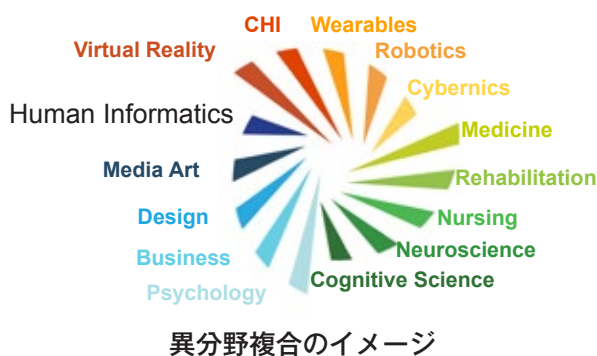 CHI Wearables
Virtual Reality
Robotics
Cybernics
Human Informatics
Medicine
Media Art
Rehabilitation
Design
Nursing
Neuroscience
Business
Cognitive Science
Psychology
異分野複合のイメージ